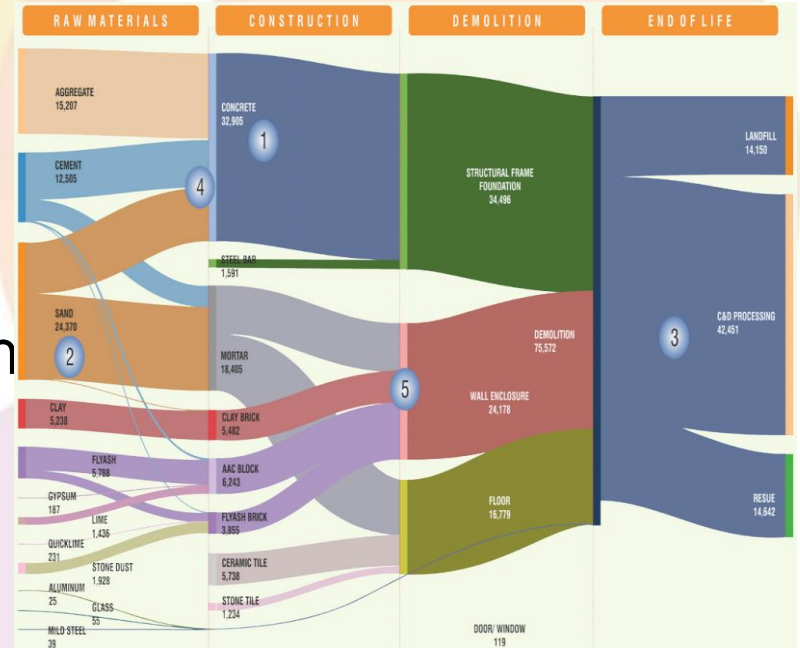 RAW MATERIALS
CONSTRUCTION
DEMOLITION
END OF LIFE
AGGREGATE
15,207
CEMENT
12,505
SAND
24,370
2
CLAY
5,238
FLYASH
5,788
GYPSUM
187
LIME
1,436
QUICKLIME
231
STONE DUST
1,928
ALUMINUM
25
GLASS
55
MILD STEEL
39
CONCRETE
32,905
1
4
STEEL BAR
1,591
MORTAR
18,405
CLAY BRICK
5,482
AAC BLOCK
6,243
FLYASH BRICK
3,855
CERAMIC TILE
5,738
STONE TILE
1,234
STRUCTURAL FRAME
FOUNDATION
34,496
5
WALL ENCLOSURE
24,178
FLOOR
16,779
DOOR/ WINDOW
119
DEMOLITION
75,572
3
LANDFILL
14,150
C&D PROCESSING
42,451
RESUE
14,642